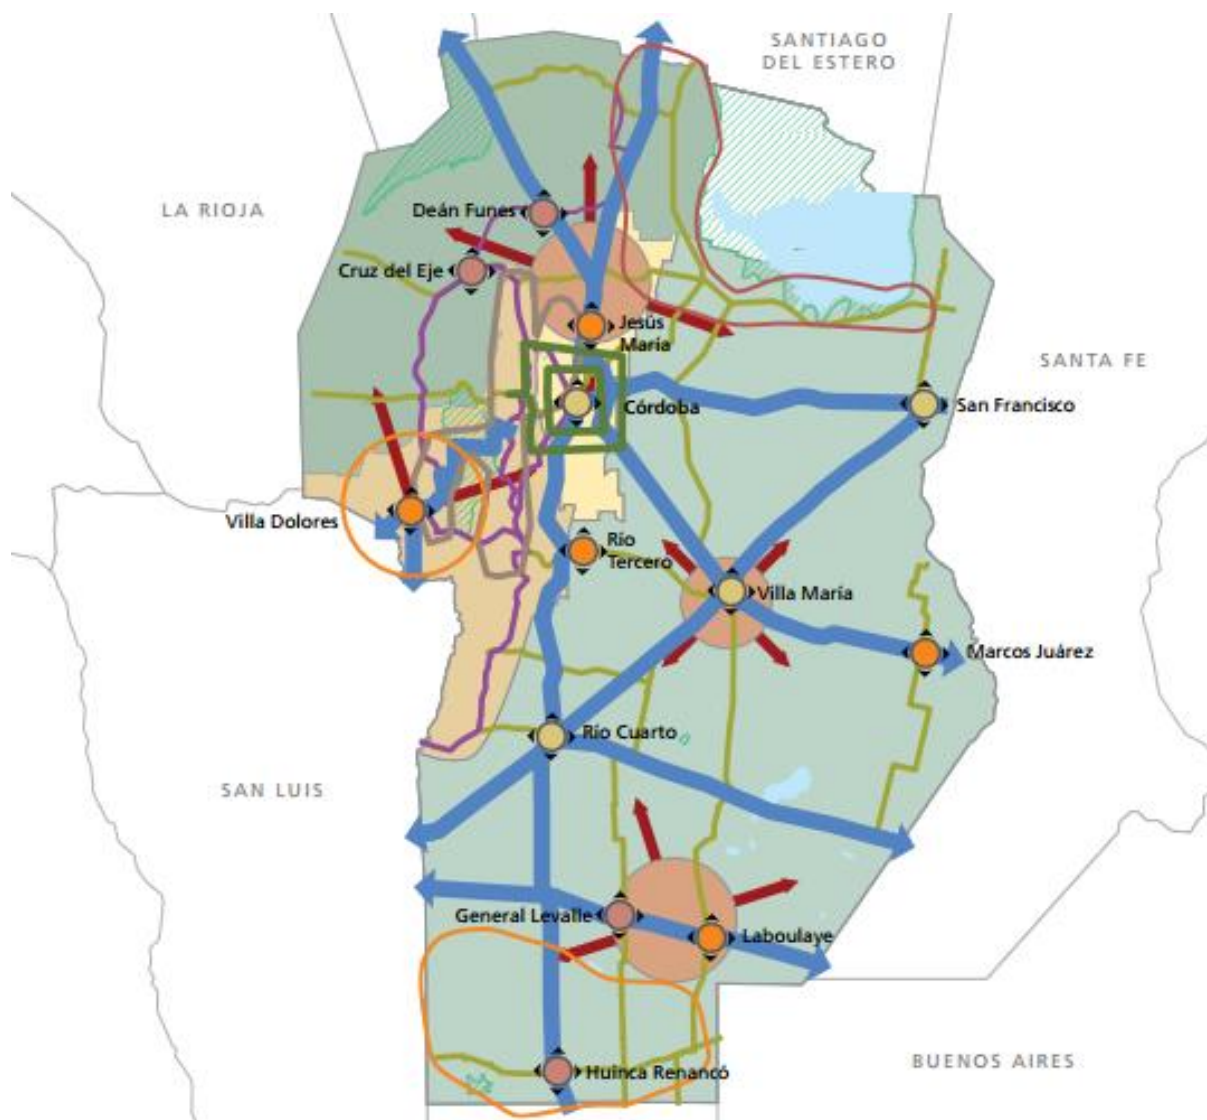 SANTIAGO
DEL ESTERO
LA RIOJA
Deán Funes
Cruz del Eje
Jesús
María
SANTA FE
Córdoba
San Francisco
Villa Dolores
Río
Tercero
Villa María
Marcos Juárez
Río Cuarto
SAN LUIS
General Levalle
Laboulaye
BUENOS AIRES
Huinca Renancó